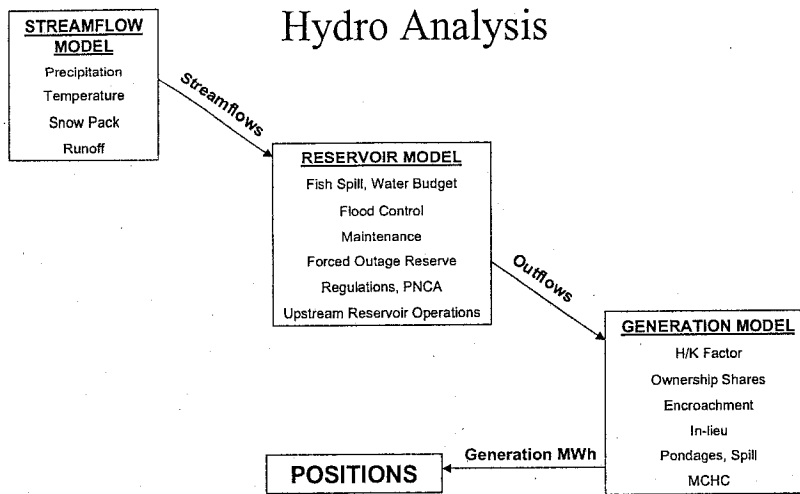 Hydro Analysis
STREAMFLOW
MODEL
Precipitation
Temperature
Snow Pack
Runoff
Streamflows
RESERVOIR MODEL
Fish Spill, Water Budget
Flood Control
Maintenance
Forced Outage Reserve
Regulations, PNCA
Upstream Reservoir Operations
Outflows
GENERATION MODEL
H/K Factor
Ownership Shares
Encroachment
In-lieu
Pondages, Spill
MCHC
Generation MWh
POSITIONS